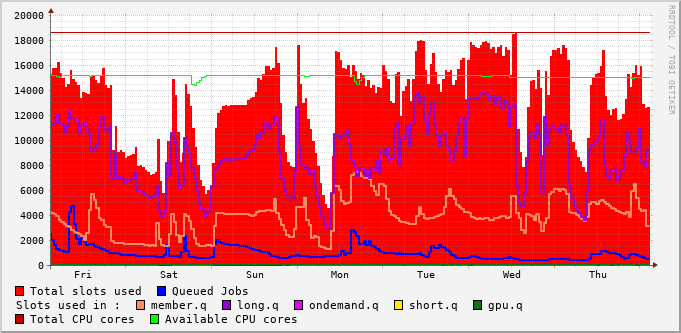 20000
18000
16000
14000
12000
10000
8000
6000
4000
2000
0
Fri Sat Sun Mon Tue Wed Thu
RRDTOOL / TOBI OETIKER
Total slots used Queued Jobs
Slots used in : member.q long.q ondemand.q short.q gpu.q
Total CPU cores Available CPU cores